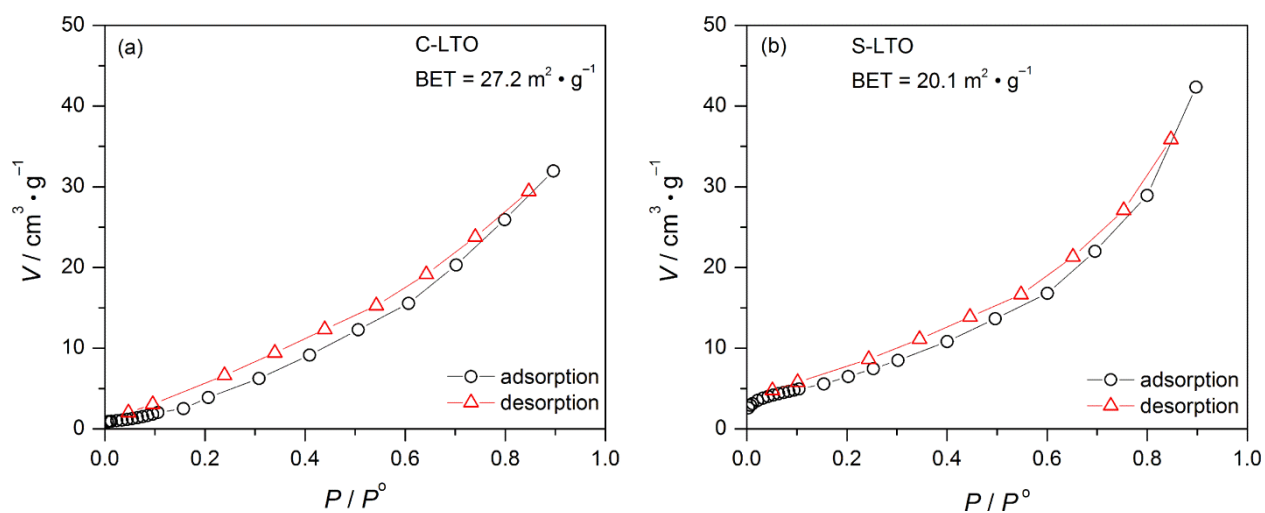 (a)
C-LTO
BET = 27.2 m² • g⁻¹
50
40
30
20
10
0
V / cm³ • g⁻¹
adsorption
desorption
0.0 0.2 0.4 0.6 0.8 1.0
P / P°
(b)
S-LTO
BET = 20.1 m² • g⁻¹
50
40
30
20
10
0
V / cm³ • g⁻¹
adsorption
desorption
0.0 0.2 0.4 0.6 0.8 1.0
P / P°